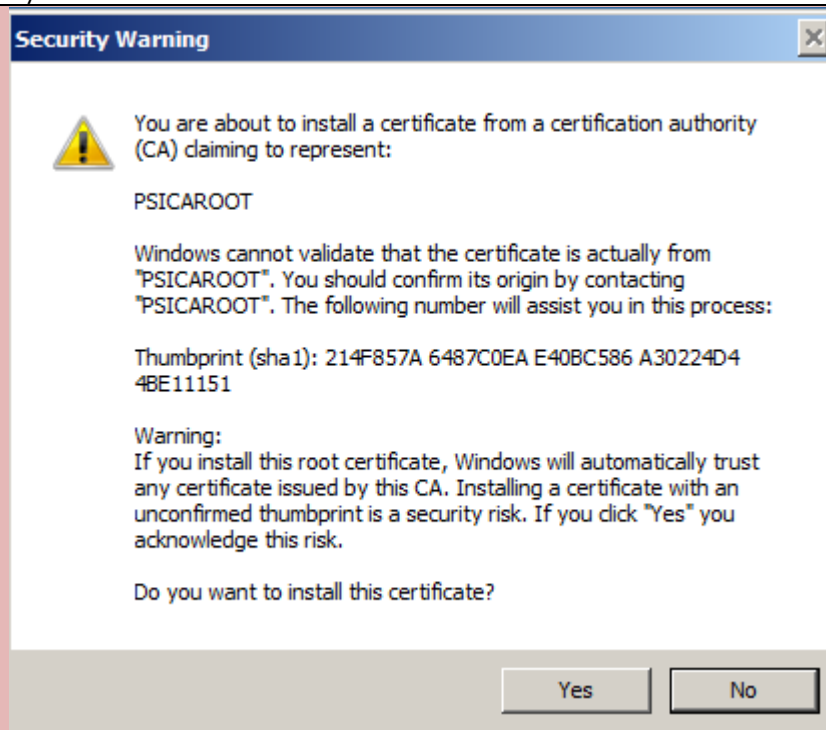 Security Warning
You are about to install a certificate from a certification authority
(CA) claiming to represent:
PSICAROOT
Windows cannot validate that the certificate is actually from
"PSICAROOT". You should confirm its origin by contacting
"PSICAROOT". The following number will assist you in this process:
Thumbprint (sha1): 214F857A 6487C0EA E40BC586 A30224D4
4BE11151
Warning:
If you install this root certificate, Windows will automatically trust
any certificate issued by this CA. Installing a certificate with an
unconfirmed thumbprint is a security risk. If you click "Yes" you
acknowledge this risk.
Do you want to install this certificate?
Yes
No